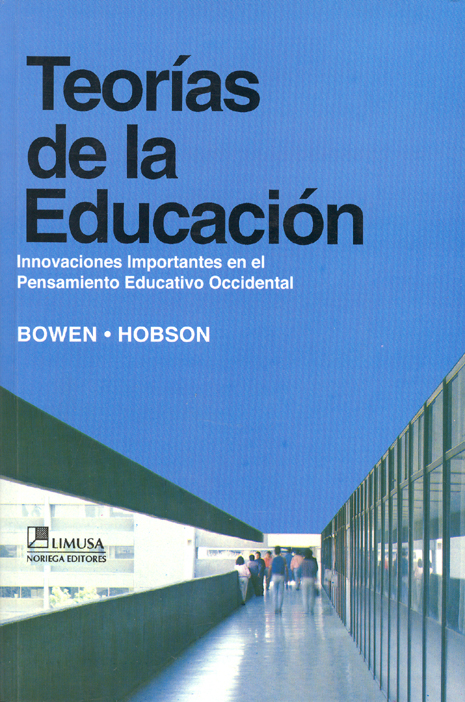 Teorías
de la
Educación
Innovaciones Importantes en el
Pensamiento Educativo Occidental
BOWEN • HOBSON
LIMUSA
NORIEGA EDITORES